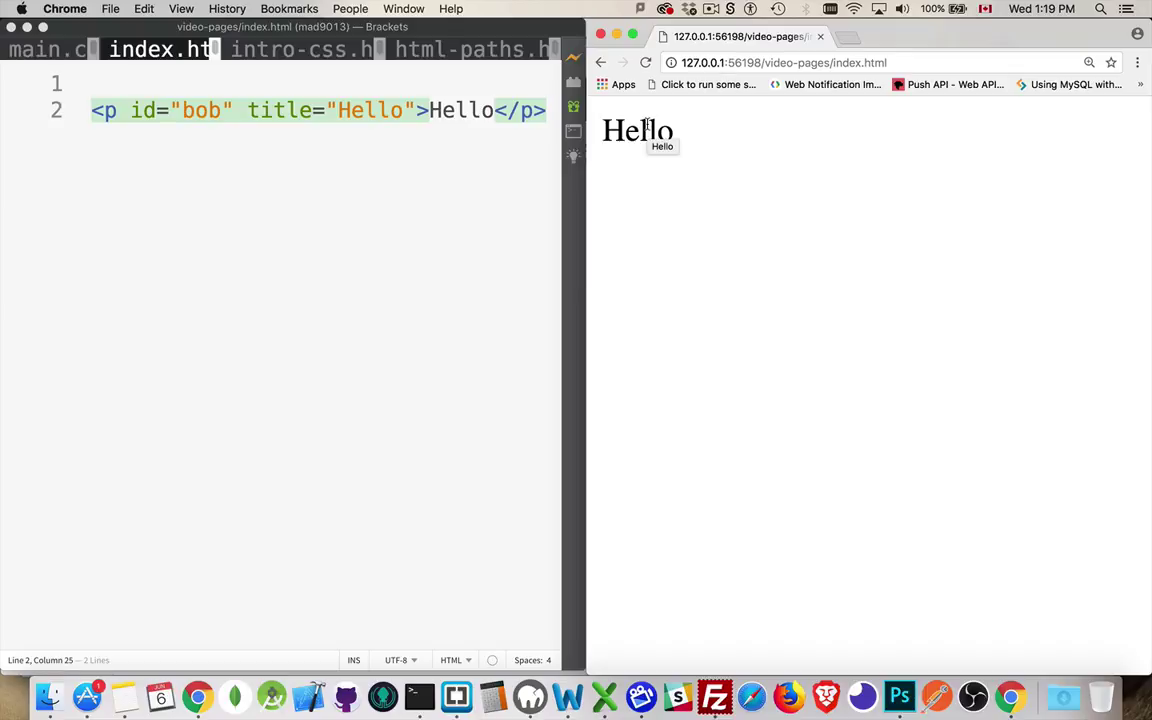 Chrome File Edit View History Bookmarks People Window Help 100% Wed 1:19 PM
video-pages/index.html (mad9013) — Brackets
main.c index.ht intro-css.h html-paths.h
127.0.0.1:56198/video-pages/i
127.0.0.1:56198/video-pages/index.html
Apps Click to run some s... Web Notification Im... Push API - Web API... Using MySQL with... »
1
2 <p id="bob" title="Hello">Hello</p>
Hello
Hello
Line 2, Column 25 — 2 Lines INS UTF-8 HTML Spaces: 4
1 6 >_ W X S FZ Ps